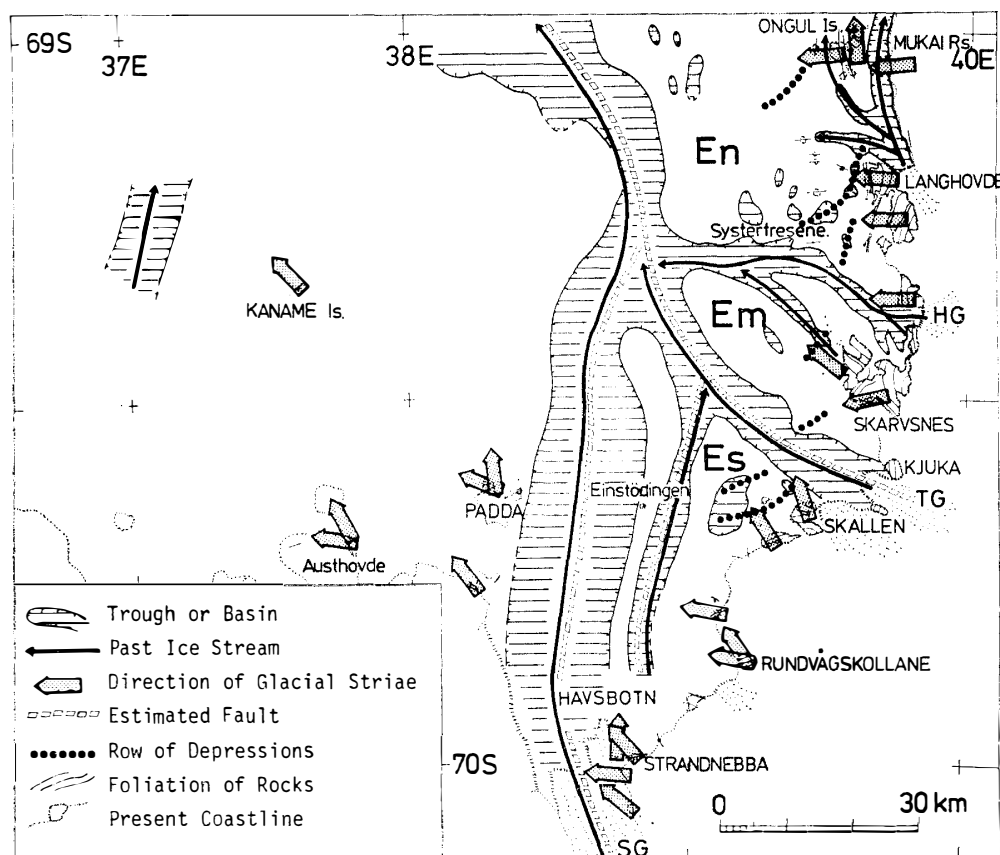 69S
37E
38E
ONGUL Is.
MUKAI Rs.
40E
En
LANGHOVDE
Systerfresene.
KANAME Is.
Em
HG
SKARVSNES
Es
KJUKA
TG
Einstödingen
PADDA
SKALLEN
Austhovde
RUNDVÅGSKOLLANE
HAVSBOTN
STRANDNEBBA
70S
0 30 km
SG
Trough or Basin
Past Ice Stream
Direction of Glacial Striae
Estimated Fault
Row of Depressions
Foliation of Rocks
Present Coastline